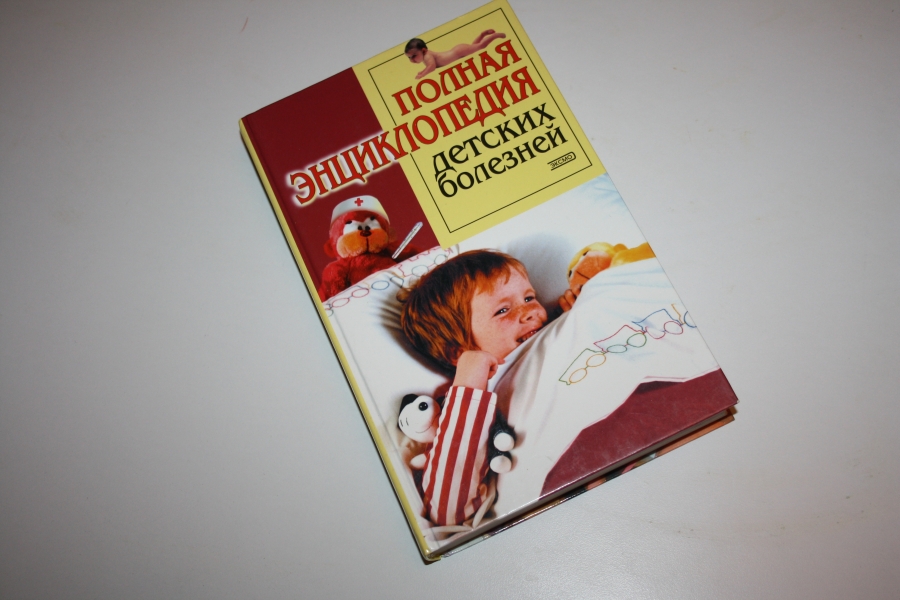 ПОЛНАЯ
ЭНЦИКЛОПЕДИЯ
детских
болезней
ЭКСМО